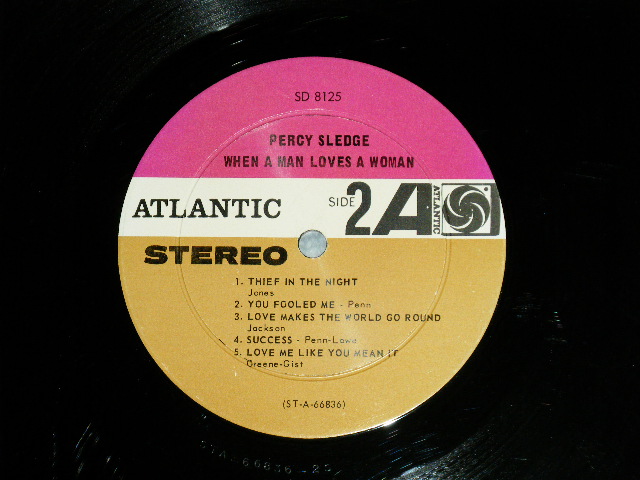 SD 8125
PERCY SLEDGE
WHEN A MAN LOVES A WOMAN
ATLANTIC
SIDE 2
A
ATLANTIC
STEREO
1. THIEF IN THE NIGHT
Jones
2. YOU FOOLED ME - Penn
3. LOVE MAKES THE WORLD GO ROUND
Jackson
4. SUCCESS - Penn-Lowe
5. LOVE ME LIKE YOU MEAN IT
Greene-Gist
(ST-A-66836)